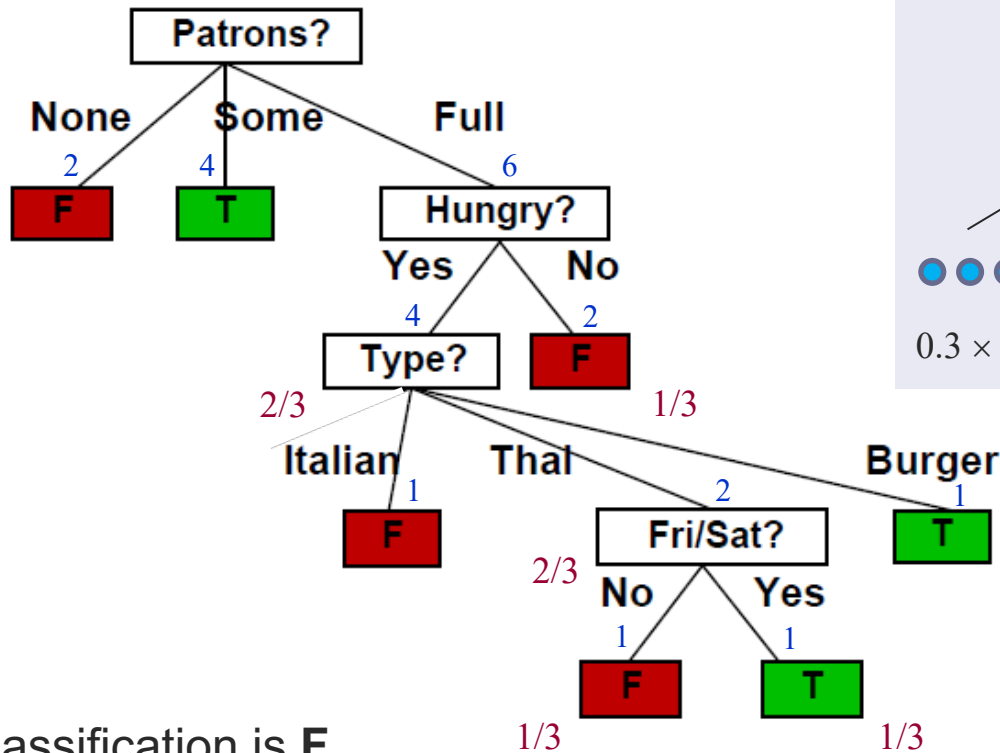 Patrons?
None Some Full
2 4 6
F T Hungry?
Yes No
4 2
Type? F
0.3 ×
2/3 1/3
Italian Thai Burger
1 2 1
F Fri/Sat? T
2/3
No Yes
1 1
F T
assification is F
1/3 1/3